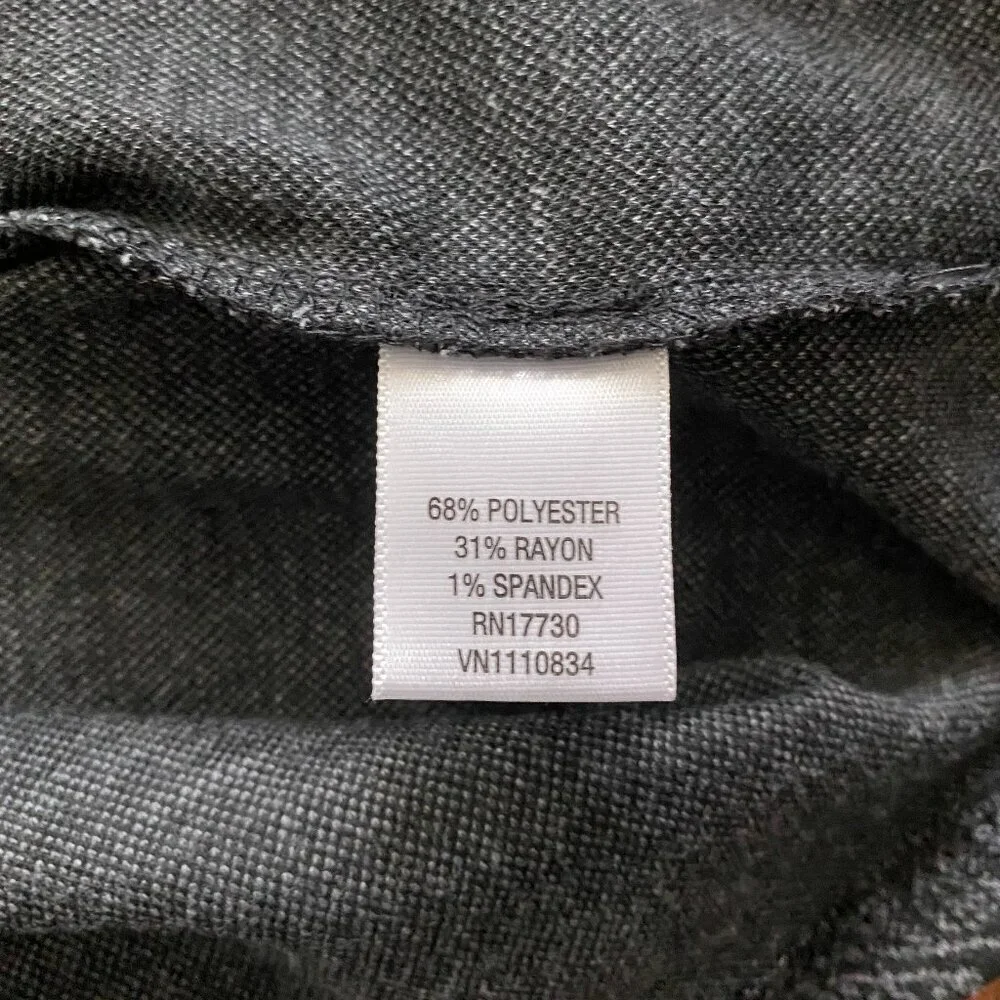 68% POLYESTER
31% RAYON
1% SPANDEX
RN17730
VN1110834